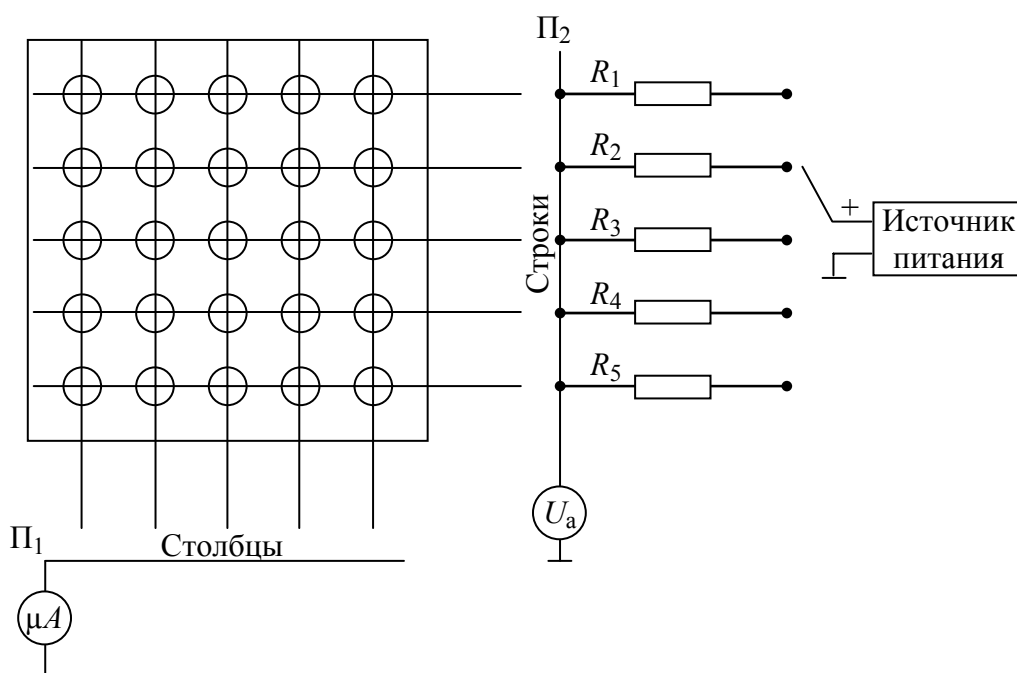 П2
R1
R2
Строки
+
Источник
питания
R3
R4
R5
Uа
П1
Столбцы
µA